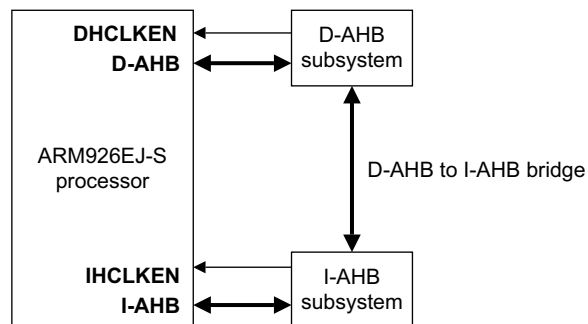 DHCLKEN
D-AHB
D-AHB
subsystem
ARM926EJ-S
processor
D-AHB to I-AHB bridge
IHCLKEN
I-AHB
I-AHB
subsystem